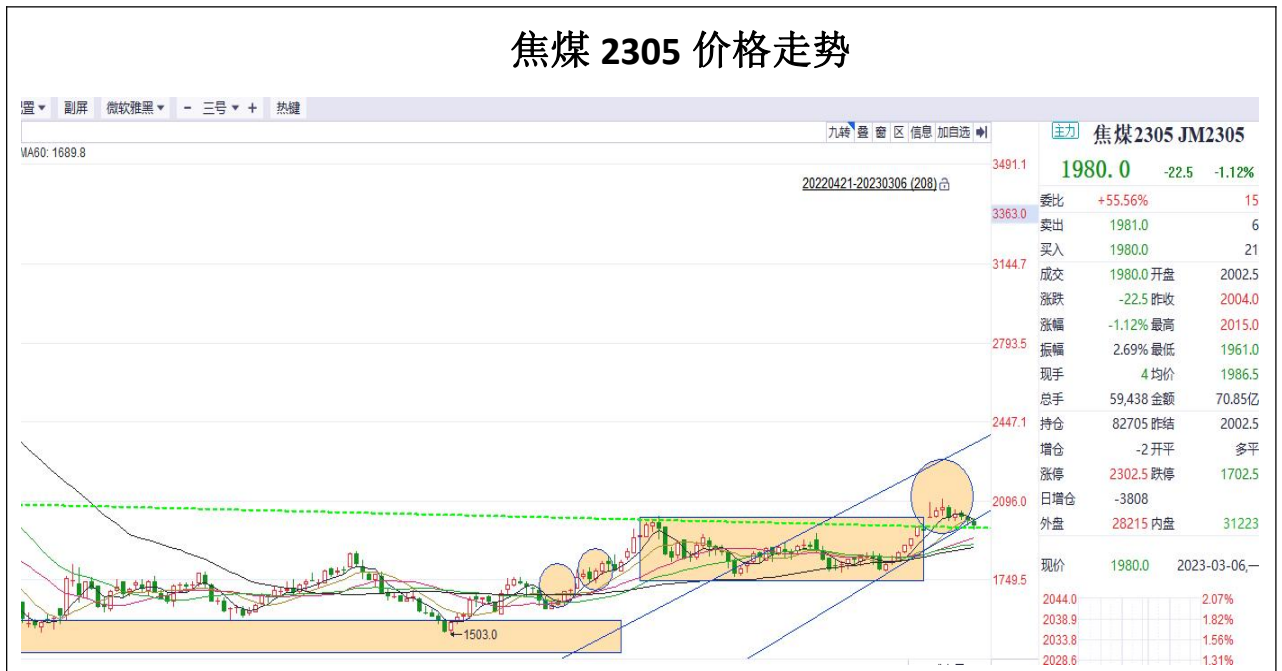 焦煤 2305 价格走势
置 副屏 微软雅黑 － 三号 ＋ 热键
九转 叠 窗 区 信息 加自选
MA60: 1689.8
20220421-20230306 (208)
3491.1
3363.0
3144.7
2793.5
2447.1
2096.0
1749.5
1503.0
主力 焦煤2305 JM2305
1980.0 -22.5 -1.12%
委比 +55.56% 15
卖出 1981.0 6
买入 1980.0 21
成交 1980.0 开盘 2002.5
涨跌 -22.5 昨收 2004.0
涨幅 -1.12% 最高 2015.0
振幅 2.69% 最低 1961.0
现手 4 均价 1986.5
总手 59,438 金额 70.85亿
持仓 82705 昨结 2002.5
增仓 -2 开平 多平
涨停 2302.5 跌停 1702.5
日增仓 -3808
外盘 28215 内盘 31223
现价 1980.0 2023-03-06,一
2044.0 2.07%
2038.9 1.82%
2033.8 1.56%
2028.6 1.31%